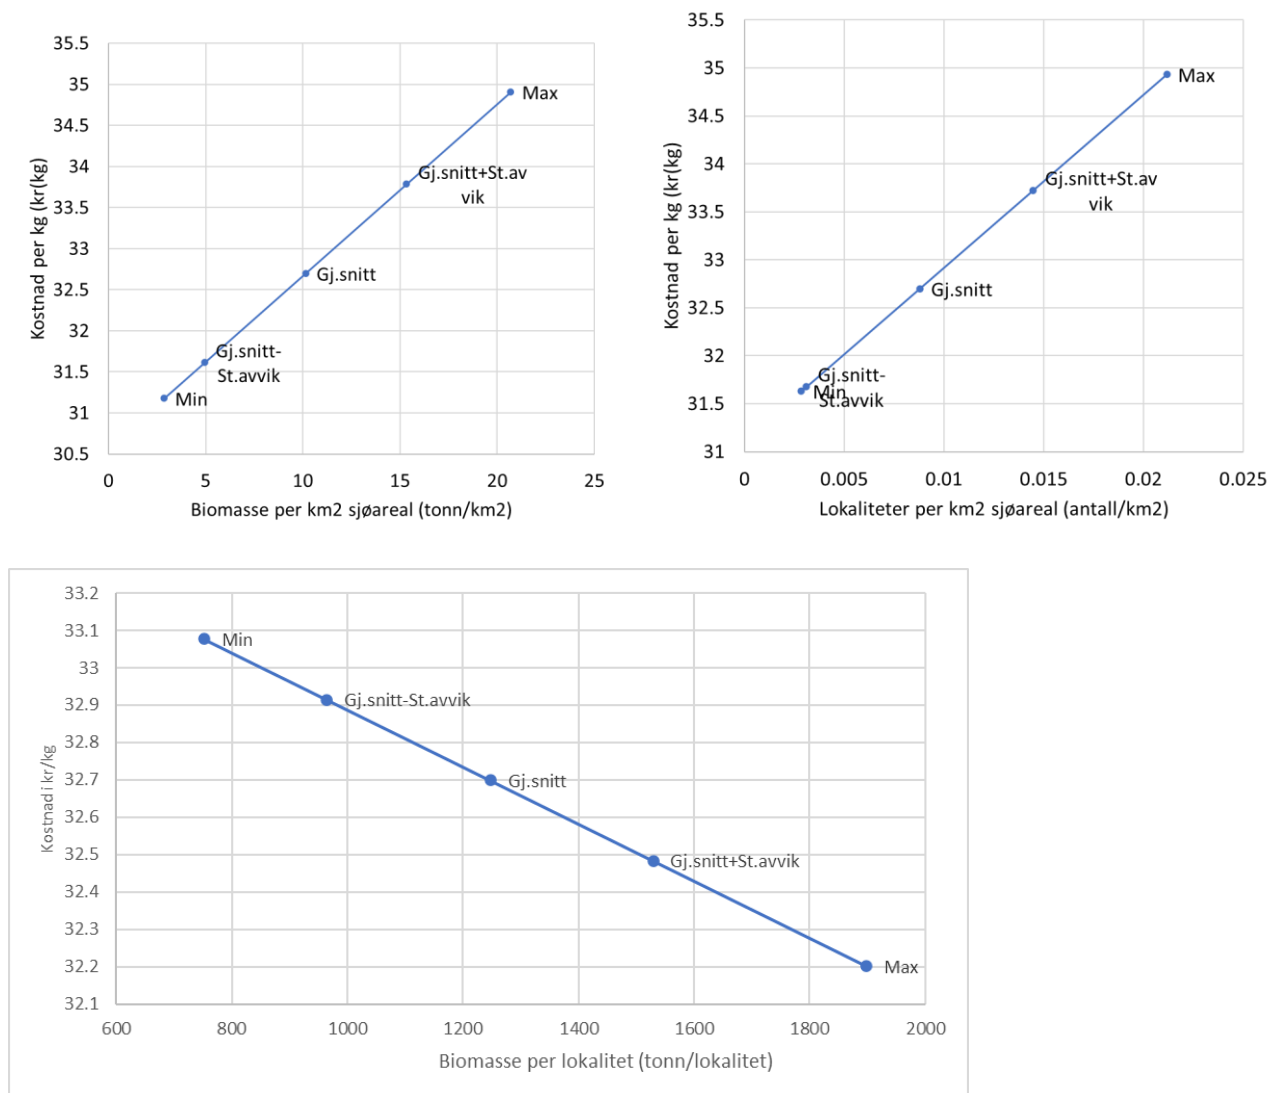 35.5
35
34.5
34
33.5
33
32.5
32
31.5
31
30.5
Kostnad per kg (kr(kg)
Max
Gj.snitt+St.av
vik
Gj.snitt
Gj.snitt-
St.avvik
Min
0 5 10 15 20 25
Biomasse per km2 sjøareal (tonn/km2)
35.5
35
34.5
34
33.5
33
32.5
32
31.5
31
Kostnad per kg (kr(kg)
Max
Gj.snitt+St.av
vik
Gj.snitt
Gj.snitt-
Min
St.avvik
0 0.005 0.01 0.015 0.02 0.025
Lokaliteter per km2 sjøareal (antall/km2)
33.2
33.1
33
32.9
32.8
32.7
32.6
32.5
32.4
32.3
32.2
32.1
Kostnad i kr/kg
Min
Gj.snitt-St.avvik
Gj.snitt
Gj.snitt+St.avvik
Max
600 800 1000 1200 1400 1600 1800 2000
Biomasse per lokalitet (tonn/lokalitet)